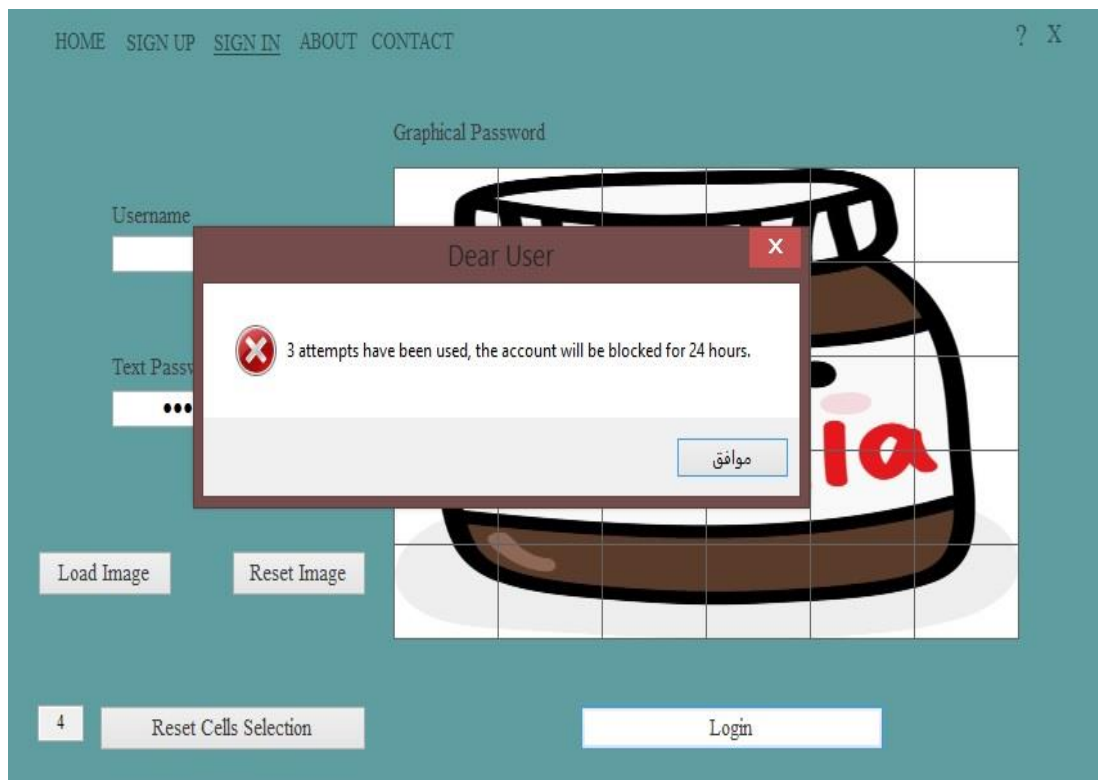 HOME SIGN UP SIGN IN ABOUT CONTACT ? X
Graphical Password
Username
Dear User X
3 attempts have been used, the account will be blocked for 24 hours.
Text
موافق
Load Image Reset Image
4 Reset Cells Selection Login